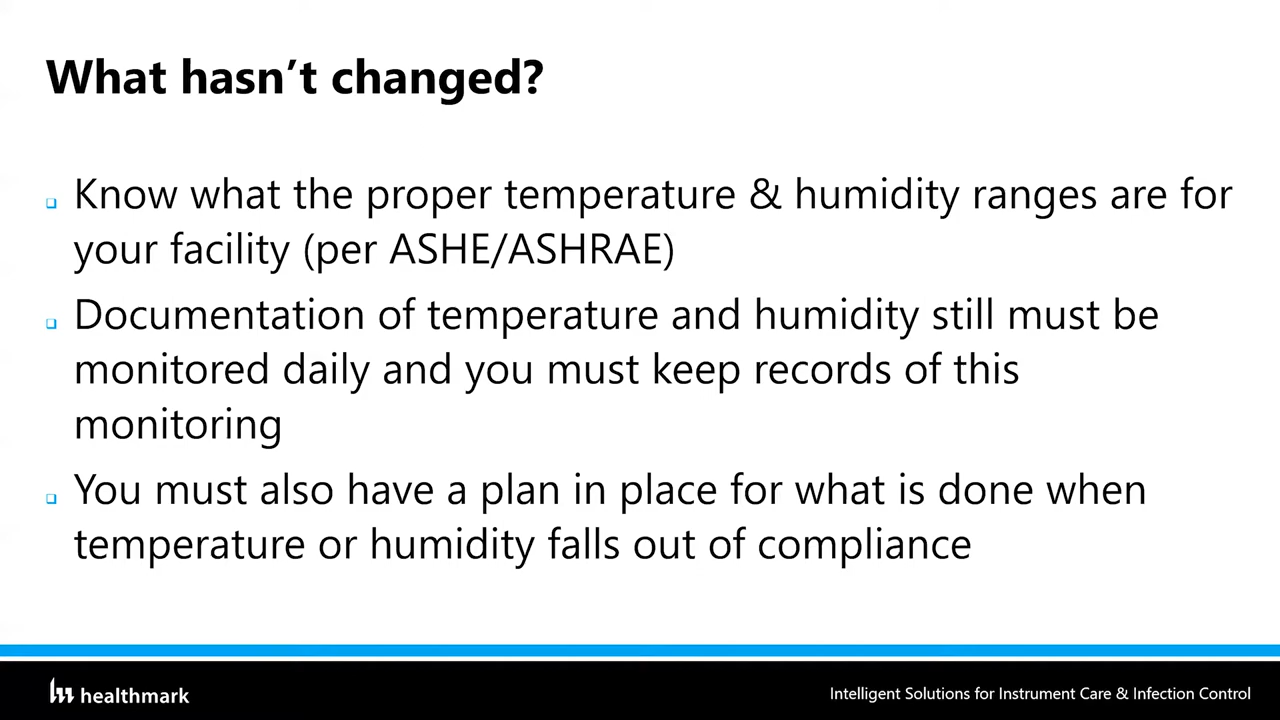 What hasn’t changed?
Know what the proper temperature & humidity ranges are for
your facility (per ASHE/ASHRAE)
Documentation of temperature and humidity still must be
monitored daily and you must keep records of this
monitoring
You must also have a plan in place for what is done when
temperature or humidity falls out of compliance
healthmark
Intelligent Solutions for Instrument Care & Infection Control